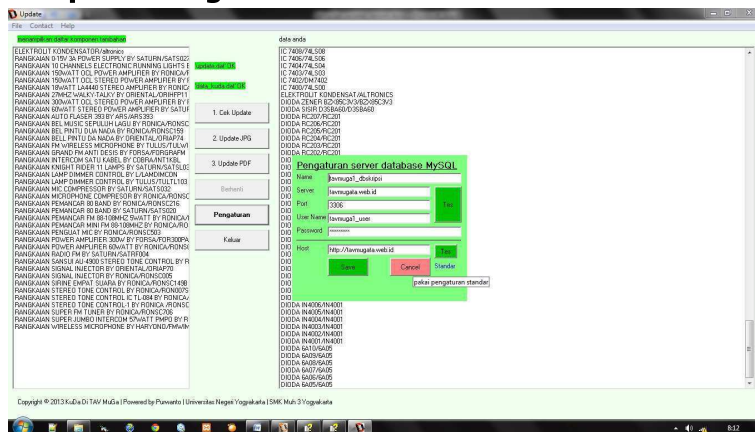 Update
File Contact Help
menampilkan daftar komponen tambahan
data anda
ELEKTROLIT KONDENSATOR/altronics
RANGKAIAN 0-15V 3A POWER SUPPLY BY SATURN/SATS027
RANGKAIAN 10 CHANNELS ELECTRONIC RUNNING LIGHTS B
RANGKAIAN 150WATT OCL POWER AMPLIFIER BY RONICA/F
RANGKAIAN 150WATT OCL STEREO AMPLIFIER BY F
RANGKAIAN 18WATT LA4440 STEREO AMPLIFIER BY RONIC
RANGKAIAN 27MHZ WALKY-TALKY BY ORIENTAL/ORIHFP11
RANGKAIAN 300WATT OCL STEREO AMPLIFIER BY
RANGKAIAN 60WATT STEREO POWER AMPLIFIER BY SATUF
RANGKAIAN AUTO FLASER 393 BY ARS/ARS393
RANGKAIAN BEL MUSIC SEPULUH LAGU BY RONICA/RONSC
RANGKAIAN BEL PINTU DUA NADA BY RONICA/RONSC159
RANGKAIAN BELL PINTU DA NADA BY ORIENTAL/ORIAP74
RANGKAIAN FM WIRELESS MICROPHONE BY TULUS/TULWI
RANGKAIAN GRAND FM ANTI DESIS BY FORSA/FORGRAFM
RANGKAIAN INTERCOM SATU KABEL BY COBRA/INT1KBL
RANGKAIAN KNIGHT RIDER 11 LAMPS BY SATURN/SATSL03
RANGKAIAN LAMP DIMMER CONTROL BY L/LAMDIMCON
RANGKAIAN LAMP DIMMER CONTROL BY TULUS/TULTL103
RANGKAIAN MIC COMPRESSOR BY SATURN/SATS032
RANGKAIAN MICROPHONE COMPRESOR BY RONICA/RONSC
RANGKAIAN PEMANCAR 80 BAND BY RONICA/RONSC216
RANGKAIAN PEMANCAR 80 BAND BY SATURN/SATS020
RANGKAIAN PEMANCAR FM 88-108MHZ 5WATT BY RONICA/
RANGKAIAN PEMANCAR MINI FM 88-108MHZ BY RONICA/RO
RANGKAIAN PENGUAT MIC BY RONICA/RONSC503
RANGKAIAN POWER AMPLIFIER 300W BY FORSA/FOR300PA
RANGKAIAN POWER AMPLIFIER 60WATT BY RONICA/RONS
RANGKAIAN RADIO FM BY SATURN/SATRF004
RANGKAIAN SANSUI AU-4900 STEREO TONE CONTROL BY R
RANGKAIAN SIGNAL INJECTOR BY ORIENTAL/ORIAP70
RANGKAIAN SIGNAL INJECTOR BY RONICA/RONSC005
RANGKAIAN SIRINE EMPAT SUARA BY RONICA/RONSC149B
RANGKAIAN STEREO TONE CONTROL BY RONICA/RON007S
RANGKAIAN STEREO TONE CONTROL IC TL-084 BY RONICA/
RANGKAIAN STEREO TONE CONTROL-1 BY RONICA /RONSC
RANGKAIAN SUPER FM TUNER BY RONICA/RONSC706
RANGKAIAN SUPER JUMBO INTERCOM 57WATT PMPO BY R
RANGKAIAN WIRELESS MICROPHONE BY HARYONO/FMWIM
update.daf OK
data_kuda.daf OK
1. Cek Update
2. Update JPG
3. Update PDF
Berhenti
Pengaturan
Keluar
IC 7408/74LS08
IC 7406/74LS06
IC 7404/74LS04
IC 7403/74LS03
IC 7402/DM7402
IC 7400/74LS00
ELEKTROLIT KONDENSAT/ALTRONICS
DIODA ZENER BZX85C3V3/BZX85C3V3
DIODA SISIR D3SBA60/D3SBA60
DIODA RC207/RC201
DIODA RC206/RC201
DIODA RC205/RC201
DIODA RC204/RC201
DIODA RC203/RC201
DIODA RC202/RC201
Pengaturan server database MySQL
Name tavmuga1_dbskripsi
Server tavmugata.web.id
Port 3306
Tes
User Name tavmuga1_user
Password
Host http://tavmugata.web.id
Tes
Save Cancel Standar
pakai pengaturan standar
DIODA IN4006/IN4001
DIODA IN4005/IN4001
DIODA IN4004/IN4001
DIODA IN4003/IN4001
DIODA IN4002/IN4001
DIODA IN4001/IN4001
DIODA 6A10/6A05
DIODA 6A09/6A05
DIODA 6A08/6A05
DIODA 6A07/6A05
DIODA 6A06/6A05
DIODA 6A05/6A05
Copyright © 2013 KuDa Di TAV MuGa | Powered by Purwanto | Universitas Negeri Yogyakarta | SMK Muh 3 Yogyakarta
8:12